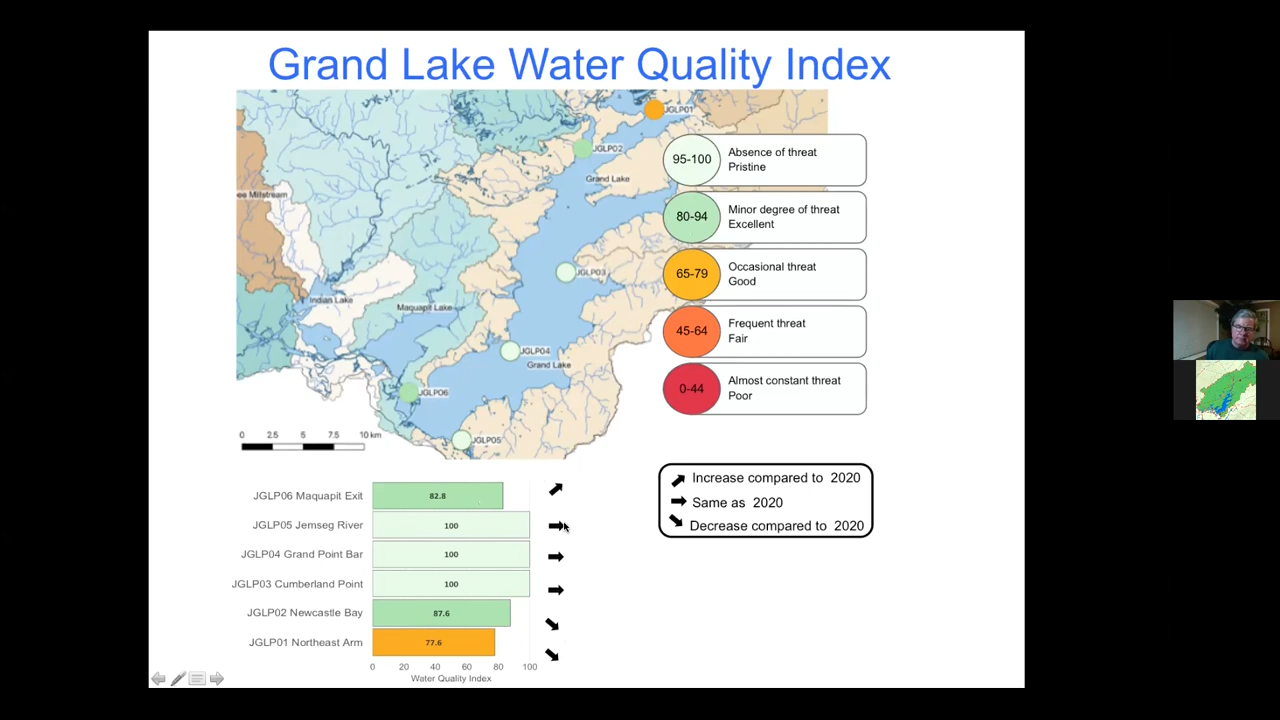 Grand Lake Water Quality Index
JGLP01
JGLP02
Grand Lake
ee Millstream
JGLP03
Indian Lake
Maquapit Lake
JGLP04
Grand Lake
JGLP06
JGLP05
0 2.5 5 7.5 10 km
95-100 Absence of threat
Pristine
80-94 Minor degree of threat
Excellent
65-79 Occasional threat
Good
45-64 Frequent threat
Fair
0-44 Almost constant threat
Poor
Increase compared to 2020
Same as 2020
Decrease compared to 2020
JGLP06 Maquapit Exit 82.8
JGLP05 Jemseg River 100
JGLP04 Grand Point Bar 100
JGLP03 Cumberland Point 100
JGLP02 Newcastle Bay 87.6
JGLP01 Northeast Arm 77.6
0 20 40 60 80 100
Water Quality Index